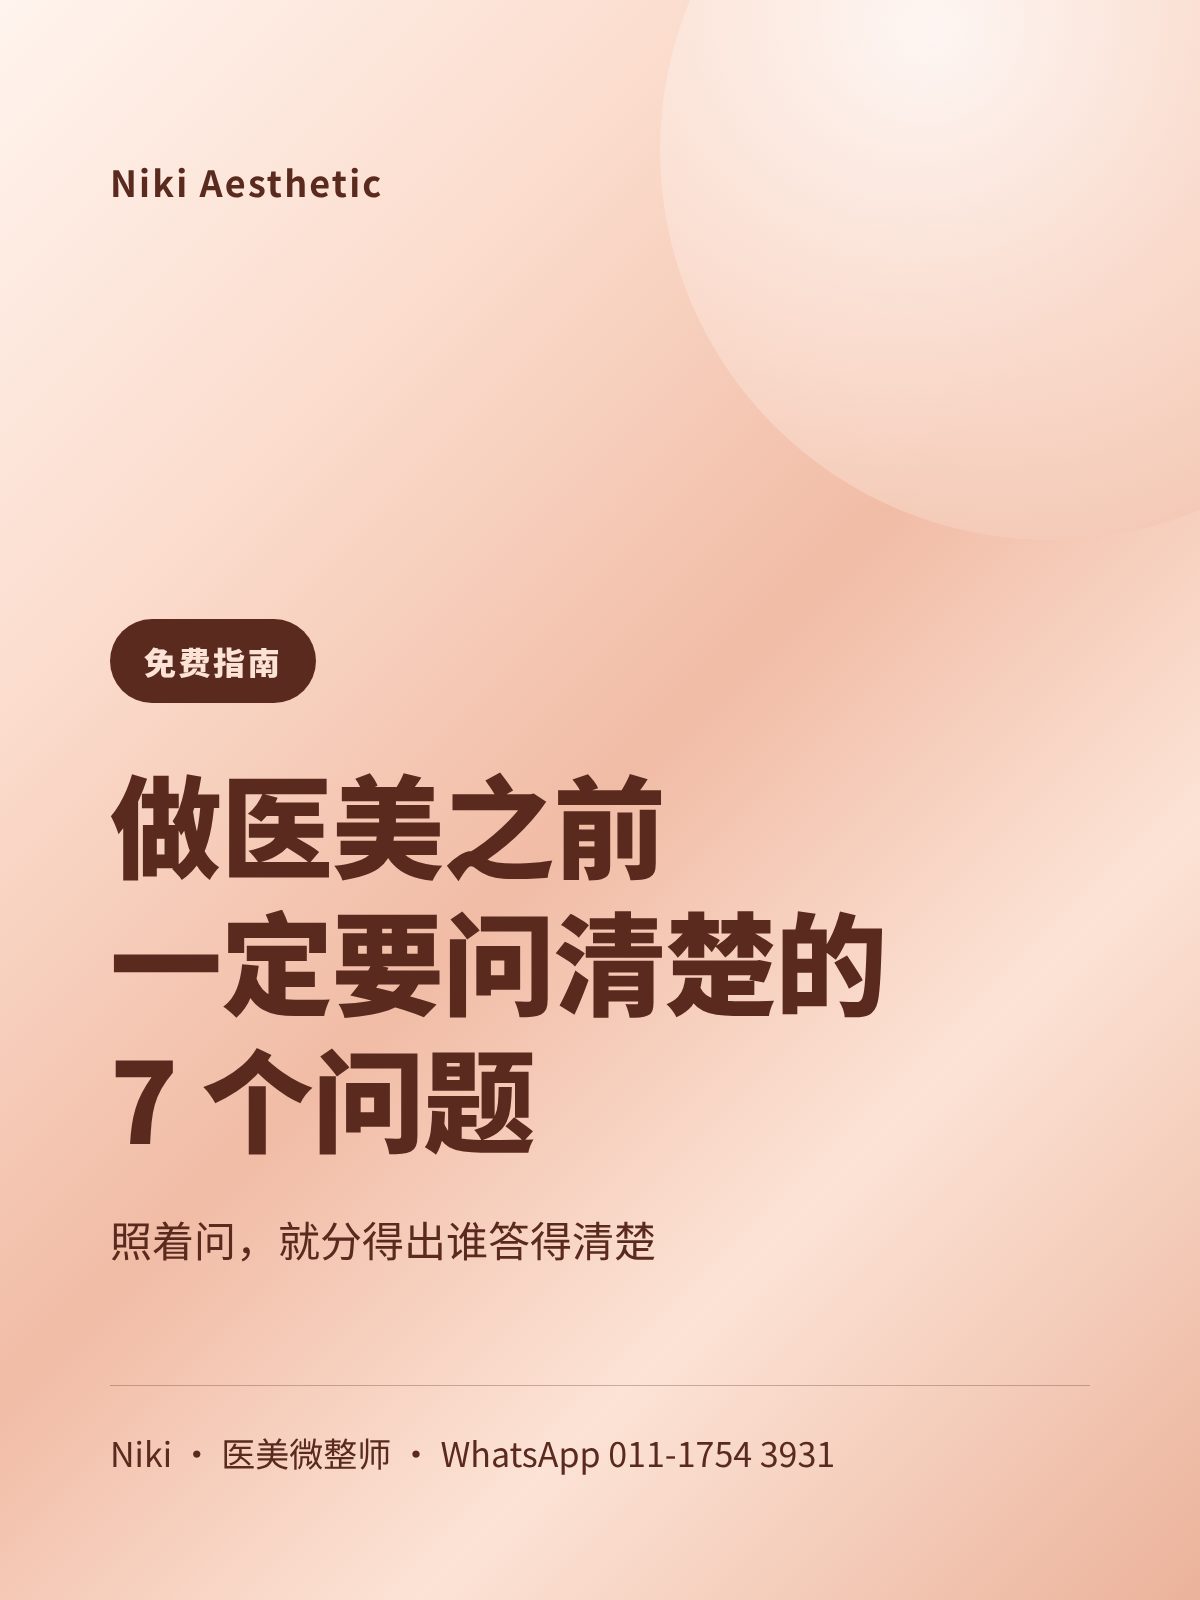 Niki Aesthetic
免费指南
做医美之前
一定要问清楚的
7 个问题
照着问，就分得出谁答得清楚
Niki · 医美微整师 · WhatsApp 011-1754 3931